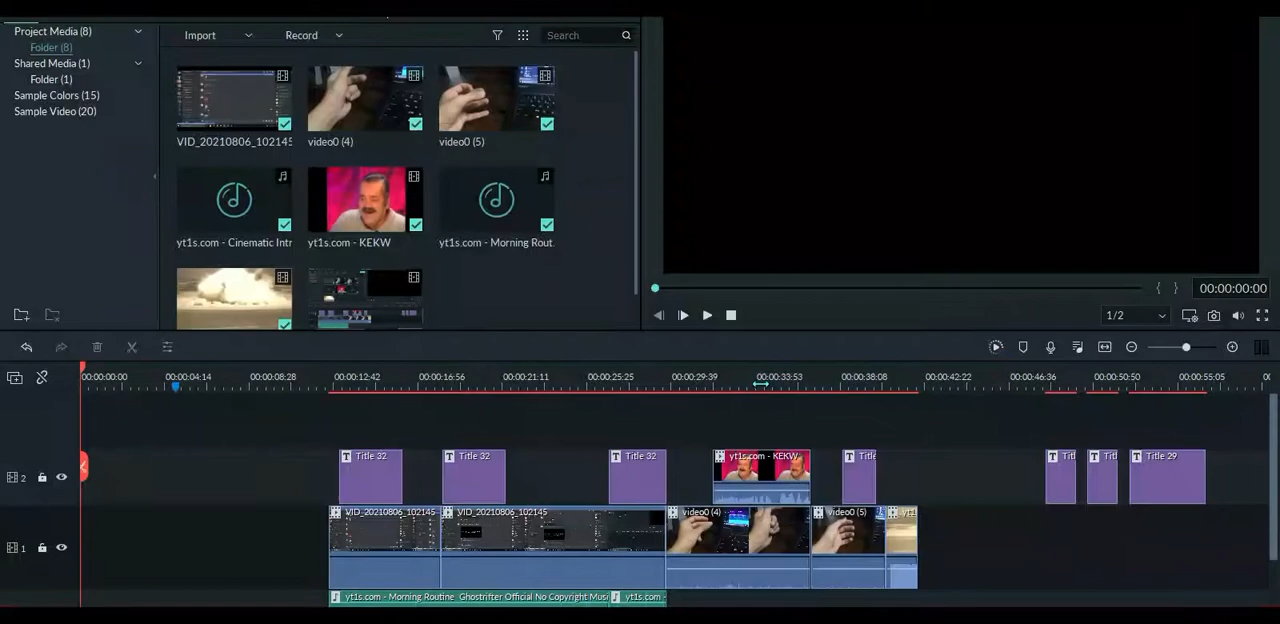 Project Media (8)
Folder (8)
Shared Media (1)
Folder (1)
Sample Colors (15)
Sample Video (20)
Import
Record
Search
VID_20210806_102145
video0 (4)
video0 (5)
yt1s.com - Cinematic Intr
yt1s.com - KEKW
yt1s.com - Morning Rout
00:00:00:00
1/2
00:00:00:00
00:00:04:14
00:00:08:28
00:00:12:42
00:00:16:56
00:00:21:11
00:00:25:25
00:00:29:39
00:00:33:53
00:00:38:08
00:00:42:22
00:00:46:36
00:00:50:50
00:00:55:05
2
T Title 32
T Title 32
T Title 32
yt1s.com - KEKW
T Title
T Titl
T Titl
T Title 29
1
VID_20210806_102145
VID_20210806_102145
video0 (4)
video0 (5)
yt1
yt1s.com - Morning Routine Ghostrifter Official No Copyright Musi
yt1s.com -